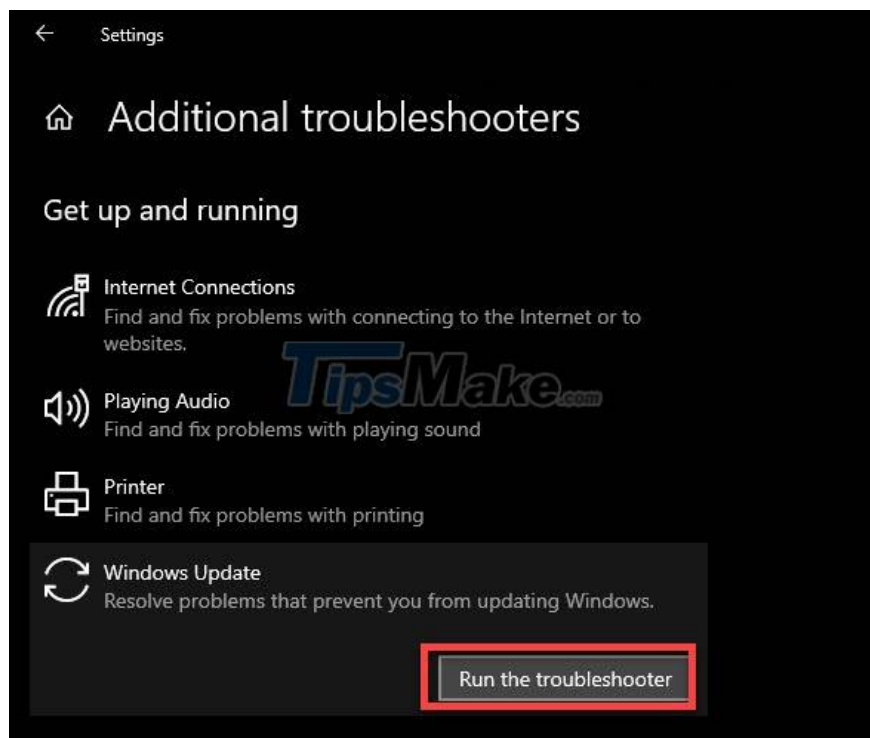 Settings
Additional troubleshooters
Get up and running
Internet Connections
Find and fix problems with connecting to the Internet or to
websites.
TipsMake.com
Playing Audio
Find and fix problems with playing sound
Printer
Find and fix problems with printing
Windows Update
Resolve problems that prevent you from updating Windows.
Run the troubleshooter